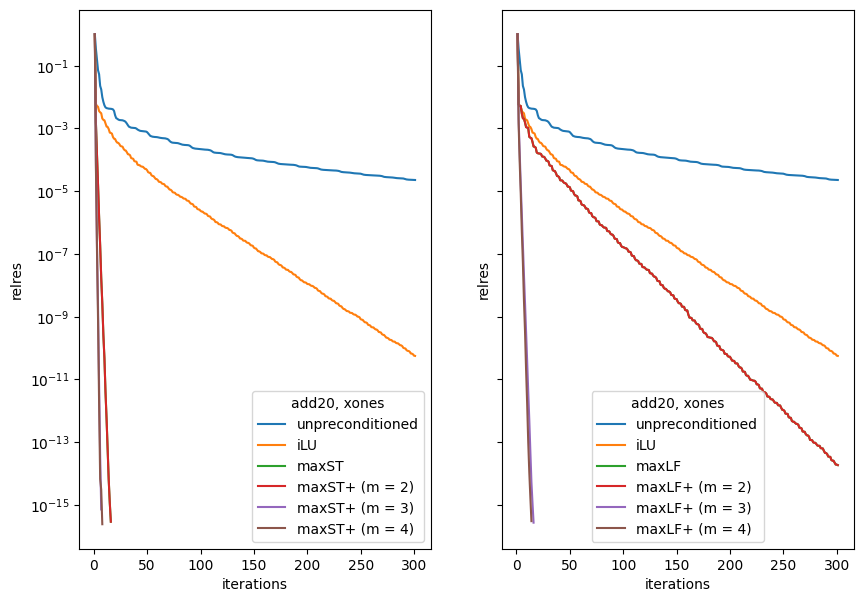 10⁻¹
10⁻³
10⁻⁵
10⁻⁷
10⁻⁹
10⁻¹¹
10⁻¹³
10⁻¹⁵
relres
0 50 100 150 200 250 300
iterations
add20, xones
unpreconditioned
iLU
maxST
maxST+ (m = 2)
maxST+ (m = 3)
maxST+ (m = 4)
relres
0 50 100 150 200 250 300
iterations
add20, xones
unpreconditioned
iLU
maxLF
maxLF+ (m = 2)
maxLF+ (m = 3)
maxLF+ (m = 4)